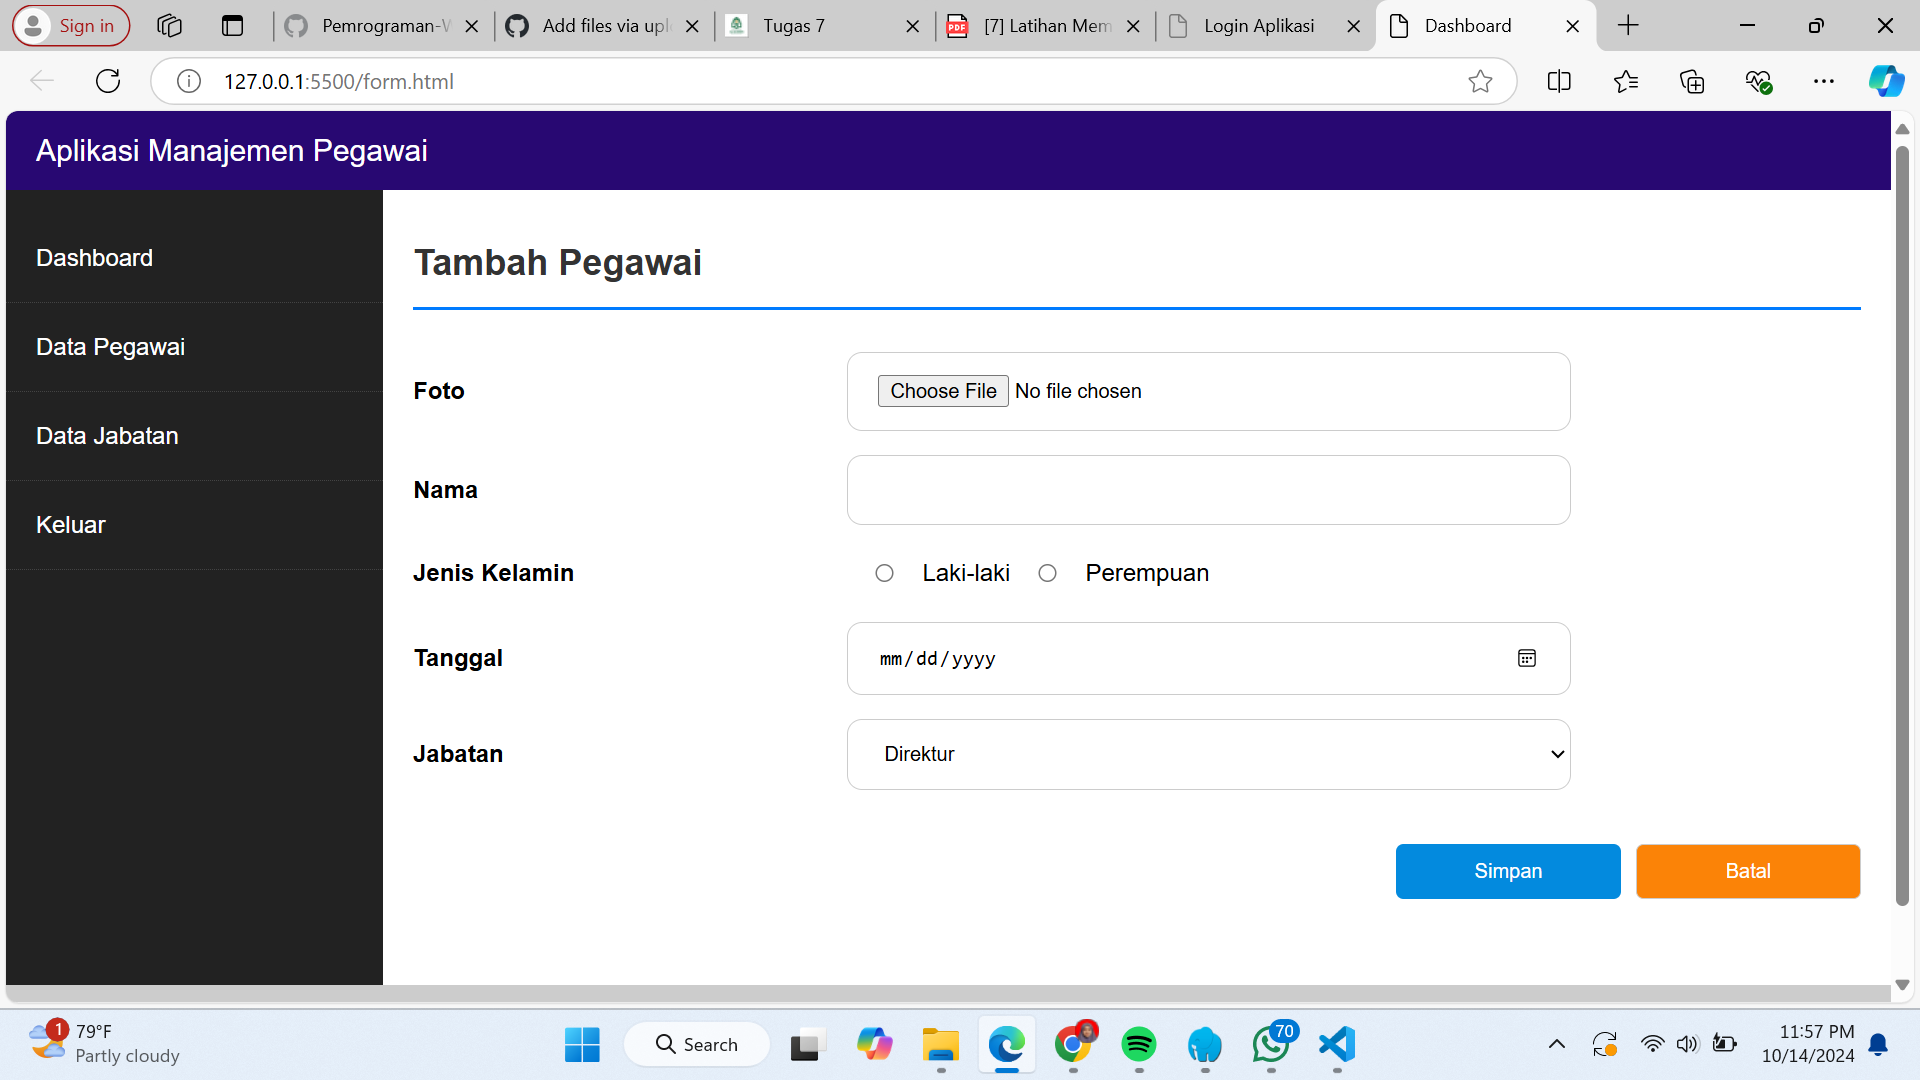 Sign in
Pemrograman-W
Add files via uplo
Tugas 7
[7] Latihan Mem
Login Aplikasi
Dashboard
127.0.0.1:5500/form.html
Aplikasi Manajemen Pegawai
Dashboard
Data Pegawai
Data Jabatan
Keluar
Tambah Pegawai
Foto
Choose File No file chosen
Nama
Jenis Kelamin
Laki-laki
Perempuan
Tanggal
mm/dd/yyyy
Jabatan
Direktur
Simpan
Batal
1
79°F
Partly cloudy
Search
70
11:57 PM
10/14/2024